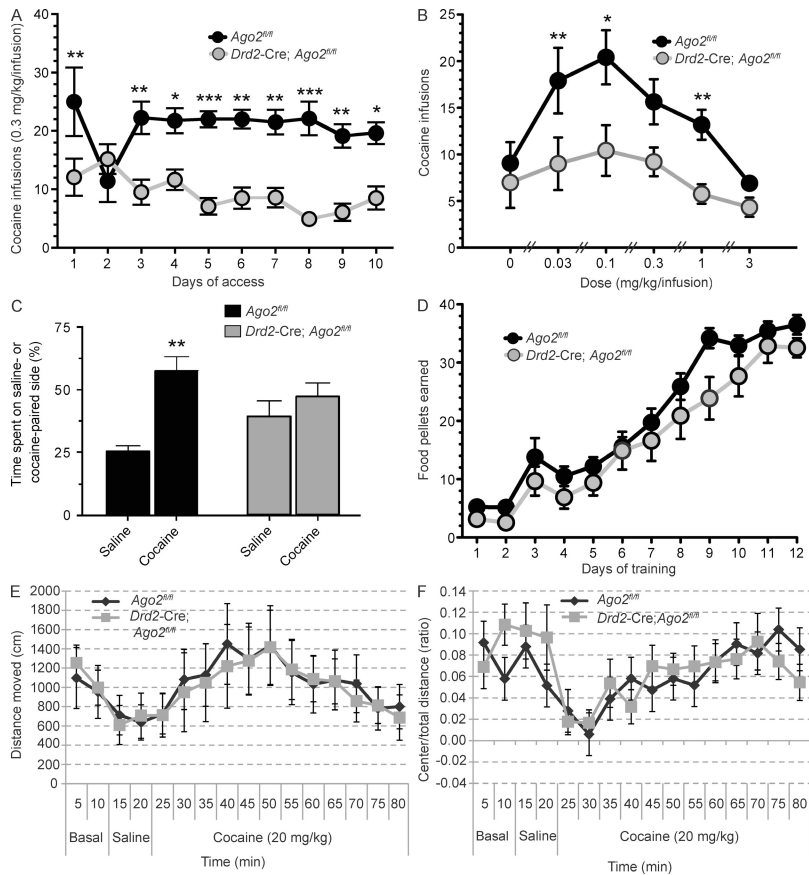 A
Ago2fl/fl
Drd2-Cre; Ago2fl/fl
Cocaine infusions (0.3 mg/kg/infusion)
40
30
20
10
0
** ** * *** ** ** *** ** *
1 2 3 4 5 6 7 8 9 10
Days of access
B
Ago2fl/fl
Drd2-Cre; Ago2fl/fl
Cocaine infusions
25
20
15
10
5
0
** * **
0 0.03 0.1 0.3 1 3
Dose (mg/kg/infusion)
C
Ago2fl/fl
Drd2-Cre; Ago2fl/fl
Time spent on saline- or
cocaine-paired side (%)
75
50
25
0
**
Saline Cocaine Saline Cocaine
D
Ago2fl/fl
Drd2-Cre; Ago2fl/fl
Food pellets earned
40
30
20
10
0
1 2 3 4 5 6 7 8 9 10 11 12
Days of training
E
Ago2fl/fl
Drd2-Cre;
Ago2fl/fl
Distance moved (cm)
2000
1800
1600
1400
1200
1000
800
600
400
200
0
5 10 15 20 25 30 35 40 45 50 55 60 65 70 75 80
Basal Saline Cocaine (20 mg/kg)
Time (min)
F
Ago2fl/fl
Drd2-Cre;Ago2fl/fl
Center/total distance (ratio)
0.14
0.12
0.10
0.08
0.06
0.04
0.02
0.00
-0.02
-0.04
5 10 15 20 25 30 35 40 45 50 55 60 65 70 75 80
Basal Saline Cocaine (20 mg/kg)
Time (min)